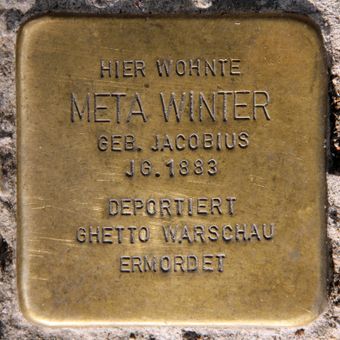 HIER WOHNTE
META WINTER
GEB. JACOBIUS
JG. 1883
DEPORTIERT
GHETTO WARSCHAU
ERMORDET